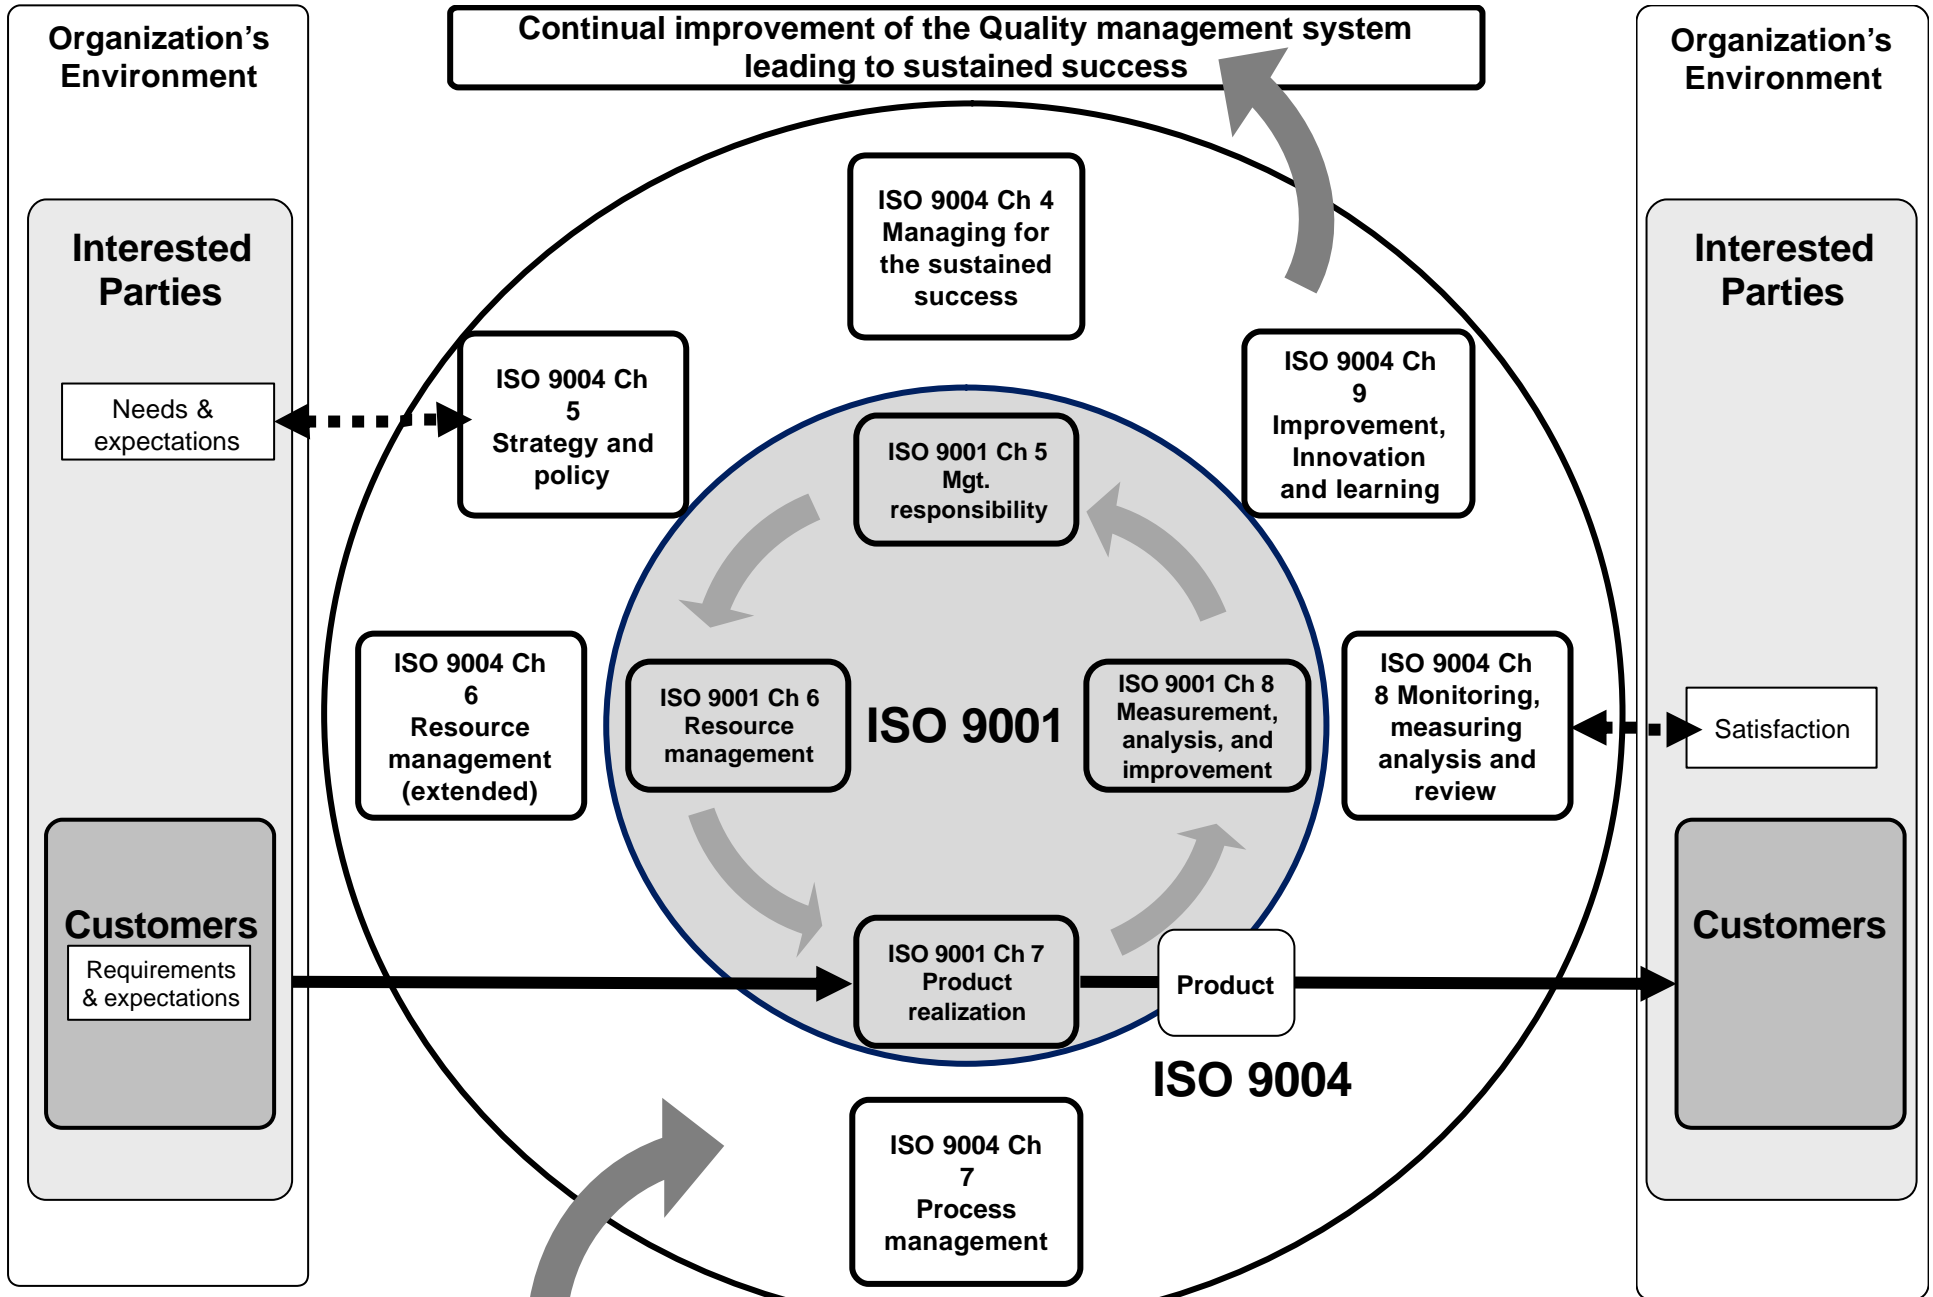 Organization's
Environment
Continual improvement of the Quality management system
leading to sustained success
Organization's
Environment
Interested
Parties
Needs &
expectations
Customers
Requirements
& expectations
ISO 9004 Ch 4
Managing for
the sustained
success
ISO 9004 Ch
5
Strategy and
policy
ISO 9004 Ch
9
Improvement,
Innovation
and learning
ISO 9001 Ch 5
Mgt.
responsibility
ISO 9004 Ch
6
Resource
management
(extended)
ISO 9001 Ch 6
Resource
management
ISO 9001
ISO 9001 Ch 8
Measurement,
analysis, and
improvement
ISO 9004 Ch
8 Monitoring,
measuring
analysis and
review
ISO 9001 Ch 7
Product
realization
Product
ISO 9004
ISO 9004 Ch
7
Process
management
Interested
Parties
Satisfaction
Customers